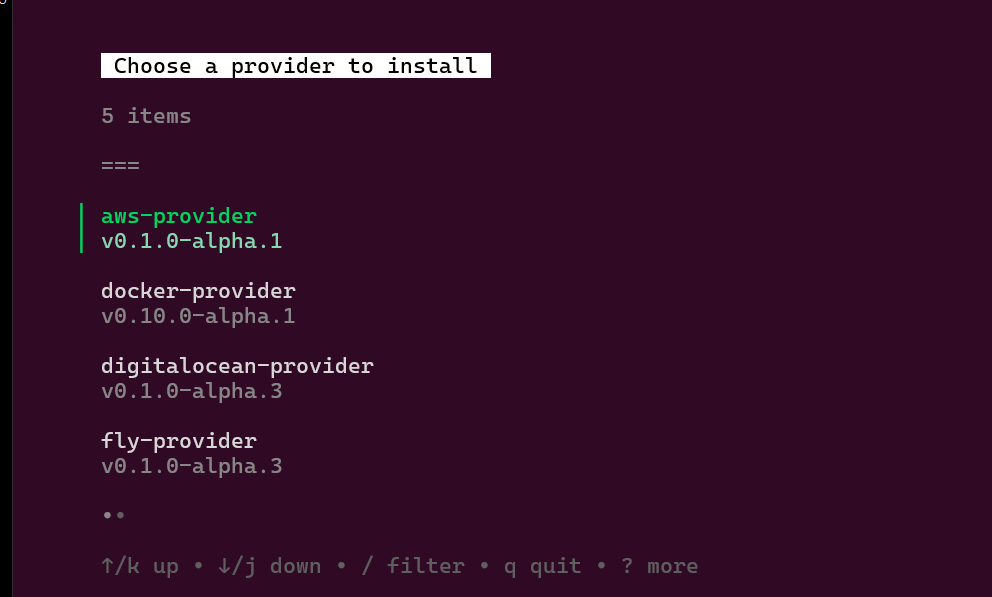 Choose a provider to install
5 items
===
aws-provider
v0.1.0-alpha.1
docker-provider
v0.10.0-alpha.1
digitalocean-provider
v0.1.0-alpha.3
fly-provider
v0.1.0-alpha.3
••
↑/k up • ↓/j down • / filter • q quit • ? more